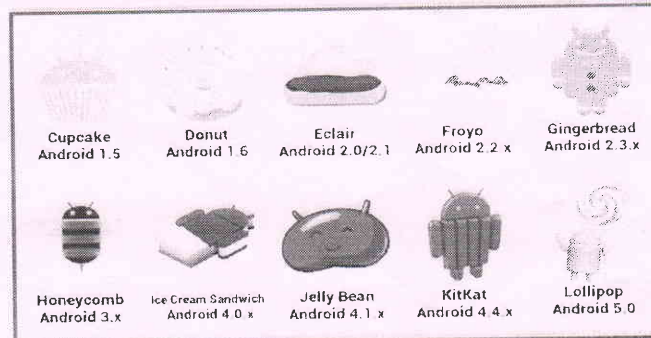 Cupcake
Android 1.5
Donut
Android 1.6
Eclair
Android 2.0/2.1
Froyo
Android 2.2 x
Gingerbread
Android 2.3.x
Honeycomb
Android 3.x
Ice Cream Sandwich
Android 4.0 x
Jelly Bean
Android 4.1 x
KitKat
Android 4.4 x
Lollipop
Android 5.0